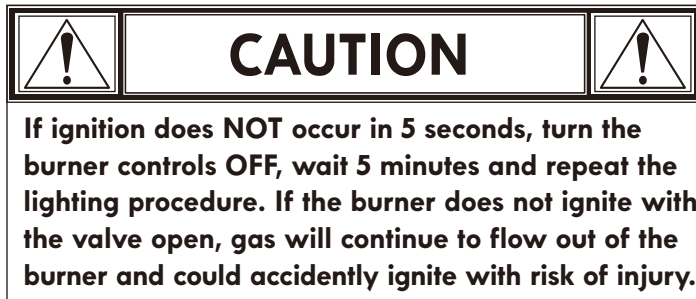 CAUTION
If ignition does NOT occur in 5 seconds, turn the
burner controls OFF, wait 5 minutes and repeat the
lighting procedure. If the burner does not ignite with
the valve open, gas will continue to flow out of the
burner and could accidently ignite with risk of injury.